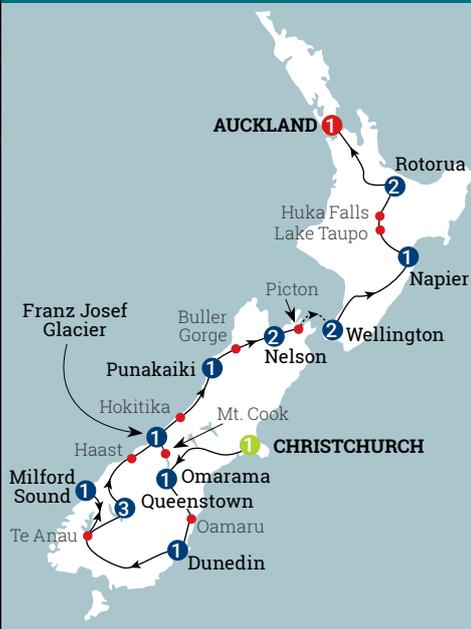 AUCKLAND 1
Rotorua
2
Huka Falls
Lake Taupo
1
Napier
Picton
Franz Josef
Glacier
Buller
Gorge
2
Nelson
2 Wellington
Punakaiki 1
Hokitika
Mt. Cook
1
1 CHRISTCHURCH
Haast
Milford
Sound 1
1 Omarama
Queenstown
3
Te Anau
Oamaru
1
Dunedin